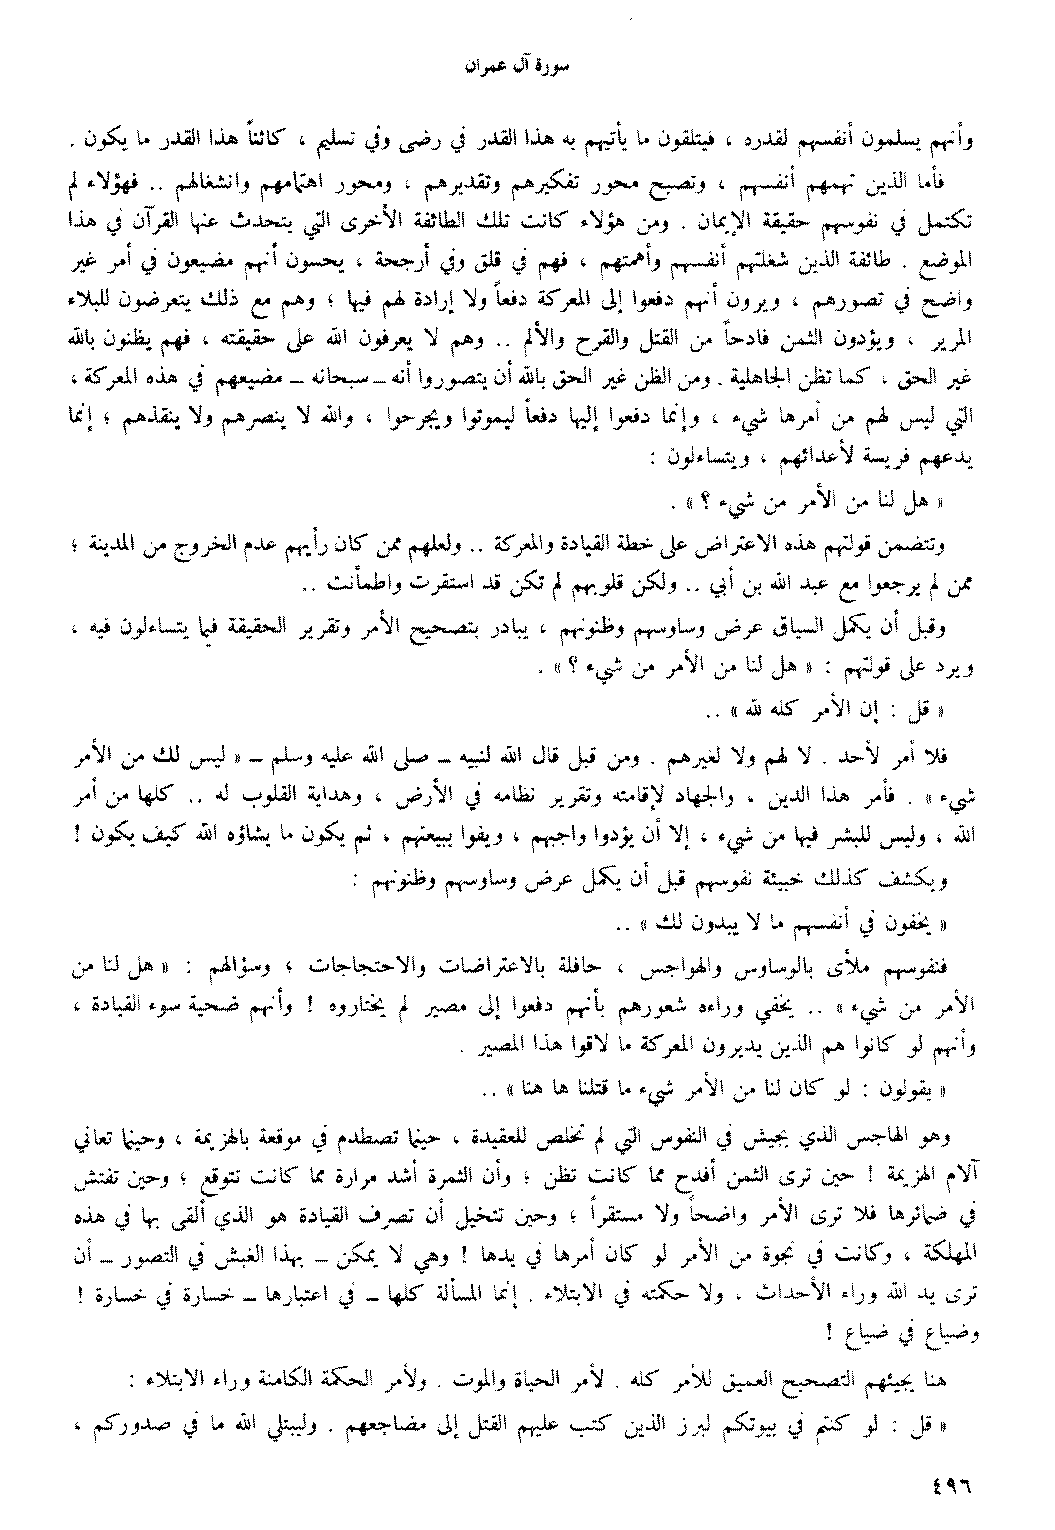 سورة آل عمران
وأنهم يسلمون أنفسهم لقدره ، فيتلقون ما يأتيهم به هذا القدر في رضى وفي تسليم ، كائناً هذا القدر ما يكون .
فأما الذين تهمهم أنفسهم ، وتصبح محور تفكيرهم وتقديرهم ، ومحور اهتمامهم وانشغالهم .. فهؤلاء لم
تكتمل في نفوسهم حقيقة الإيمان . ومن هؤلاء كانت تلك الطائفة الأخرى التي يتحدث عنها القرآن في هذا
الموضع . طائفة الذين شغلتهم أنفسهم وأهمتهم ، فهم في قلق وفي أرجحة ، يحسون أنهم مضيعون في أمر غير
واضح في تصورهم ، ويرون أنهم دفعوا إلى المعركة دفعاً ولا إرادة لهم فيها ؛ وهم مع ذلك يتعرضون للبلاء
المرير ، ويؤدون الثمن فادحاً من القتل والقرح والألم .. وهم لا يعرفون الله على حقيقته ، فهم يظنون بالله
غير الحق ، كما تظن الجاهلية . ومن الظن غير الحق بالله أن يتصوروا أنه – سبحانه – مضيعهم في هذه المعركة ،
التي ليس لهم من أمرها شيء ، وإنما دفعوا إليها دفعاً ليموتوا ويجرحوا ، والله لا ينصرهم ولا ينقذهم ؛ إنما
يدعهم فريسة لأعدائهم ، ويتساءلون :
« هل لنا من الأمر من شيء ؟ » .
وتتضمن قولتهم هذه الاعتراض على خطة القيادة والمعركة .. ولعلهم ممن كان رأيهم عدم الخروج من المدينة ؛
ممن لم يرجعوا مع عبد الله بن أبي .. ولكن قلوبهم لم تكن قد استقرت واطمأنت ..
وقبل أن يكمل السياق عرض وساوسهم وظنونهم ، يبادر بتصحيح الأمر وتقرير الحقيقة فيما يتساءلون فيه ،
ويرد على قولتهم : « هل لنا من الأمر من شيء ؟ » .
« قل : إن الأمر كله لله » ..
فلا أمر لأحد . لا لهم ولا لغيرهم . ومن قبل قال الله لنبيه – صلى الله عليه وسلم – « ليس لك من الأمر
شيء » . فأمر هذا الدين ، والجهاد لإقامته وتقرير نظامه في الأرض ، وهداية القلوب له .. كلها من أمر
الله ، وليس للبشر فيها من شيء ، إلا أن يؤدوا واجبهم ، ويفوا ببيعتهم ، ثم يكون ما يشاؤه الله كيف يكون !
ويكشف كذلك خبيئة نفوسهم قبل أن يكمل عرض وساوسهم وظنونهم :
« يخفون في أنفسهم ما لا يبدون لك » ..
فنفوسهم ملأى بالوساوس والهواجس ، حافلة بالاعتراضات والاحتجاجات ؛ وسؤالهم : « هل لنا من
الأمر من شيء » .. يخفي وراءه شعورهم بأنهم دفعوا إلى مصير لم يختاروه ! وأنهم ضحية سوء القيادة ،
وأنهم لو كانوا هم الذين يديرون المعركة ما لاقوا هذا المصير .
« يقولون : لو كان لنا من الأمر شيء ما قتلنا ها هنا » ..
وهو الهاجس الذي يجيش في النفوس التي لم تخلص للعقيدة ، حينما تصطدم في موقعة بالهزيمة ، وحينما تعاني
آلام الهزيمة ! حين ترى الثمن أفدح مما كانت تظن ؛ وأن الثمرة أشد مرارة مما كانت تتوقع ؛ وحين تفتش
في ضمائرها فلا ترى الأمر واضحاً ولا مستقراً ؛ وحين تتخيل أن تصرف القيادة هو الذي ألقى بها في هذه
المهلكة ، وكانت في نجوة من الأمر لو كان أمرها في يدها ! وهي لا يمكن – بهذا الغبش في التصور – أن
ترى يد الله وراء الأحداث ، ولا حكمته في الابتلاء . إنما المسألة كلها – في اعتبارها – خسارة في خسارة !
وضياع في ضياع !
هنا يجيئهم التصحيح العميق للأمر كله . لأمر الحياة والموت . ولأمر الحكمة الكامنة وراء الابتلاء :
« قل : لو كنتم في بيوتكم لبرز الذين كتب عليهم القتل إلى مضاجعهم . وليبتلي الله ما في صدوركم ،
٤٩٦